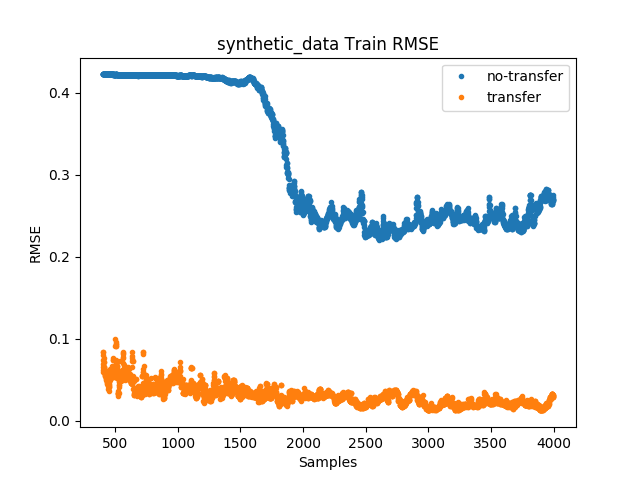 synthetic_data Train RMSE
no-transfer
transfer
RMSE
0.4
0.3
0.2
0.1
0.0
500 1000 1500 2000 2500 3000 3500 4000
Samples